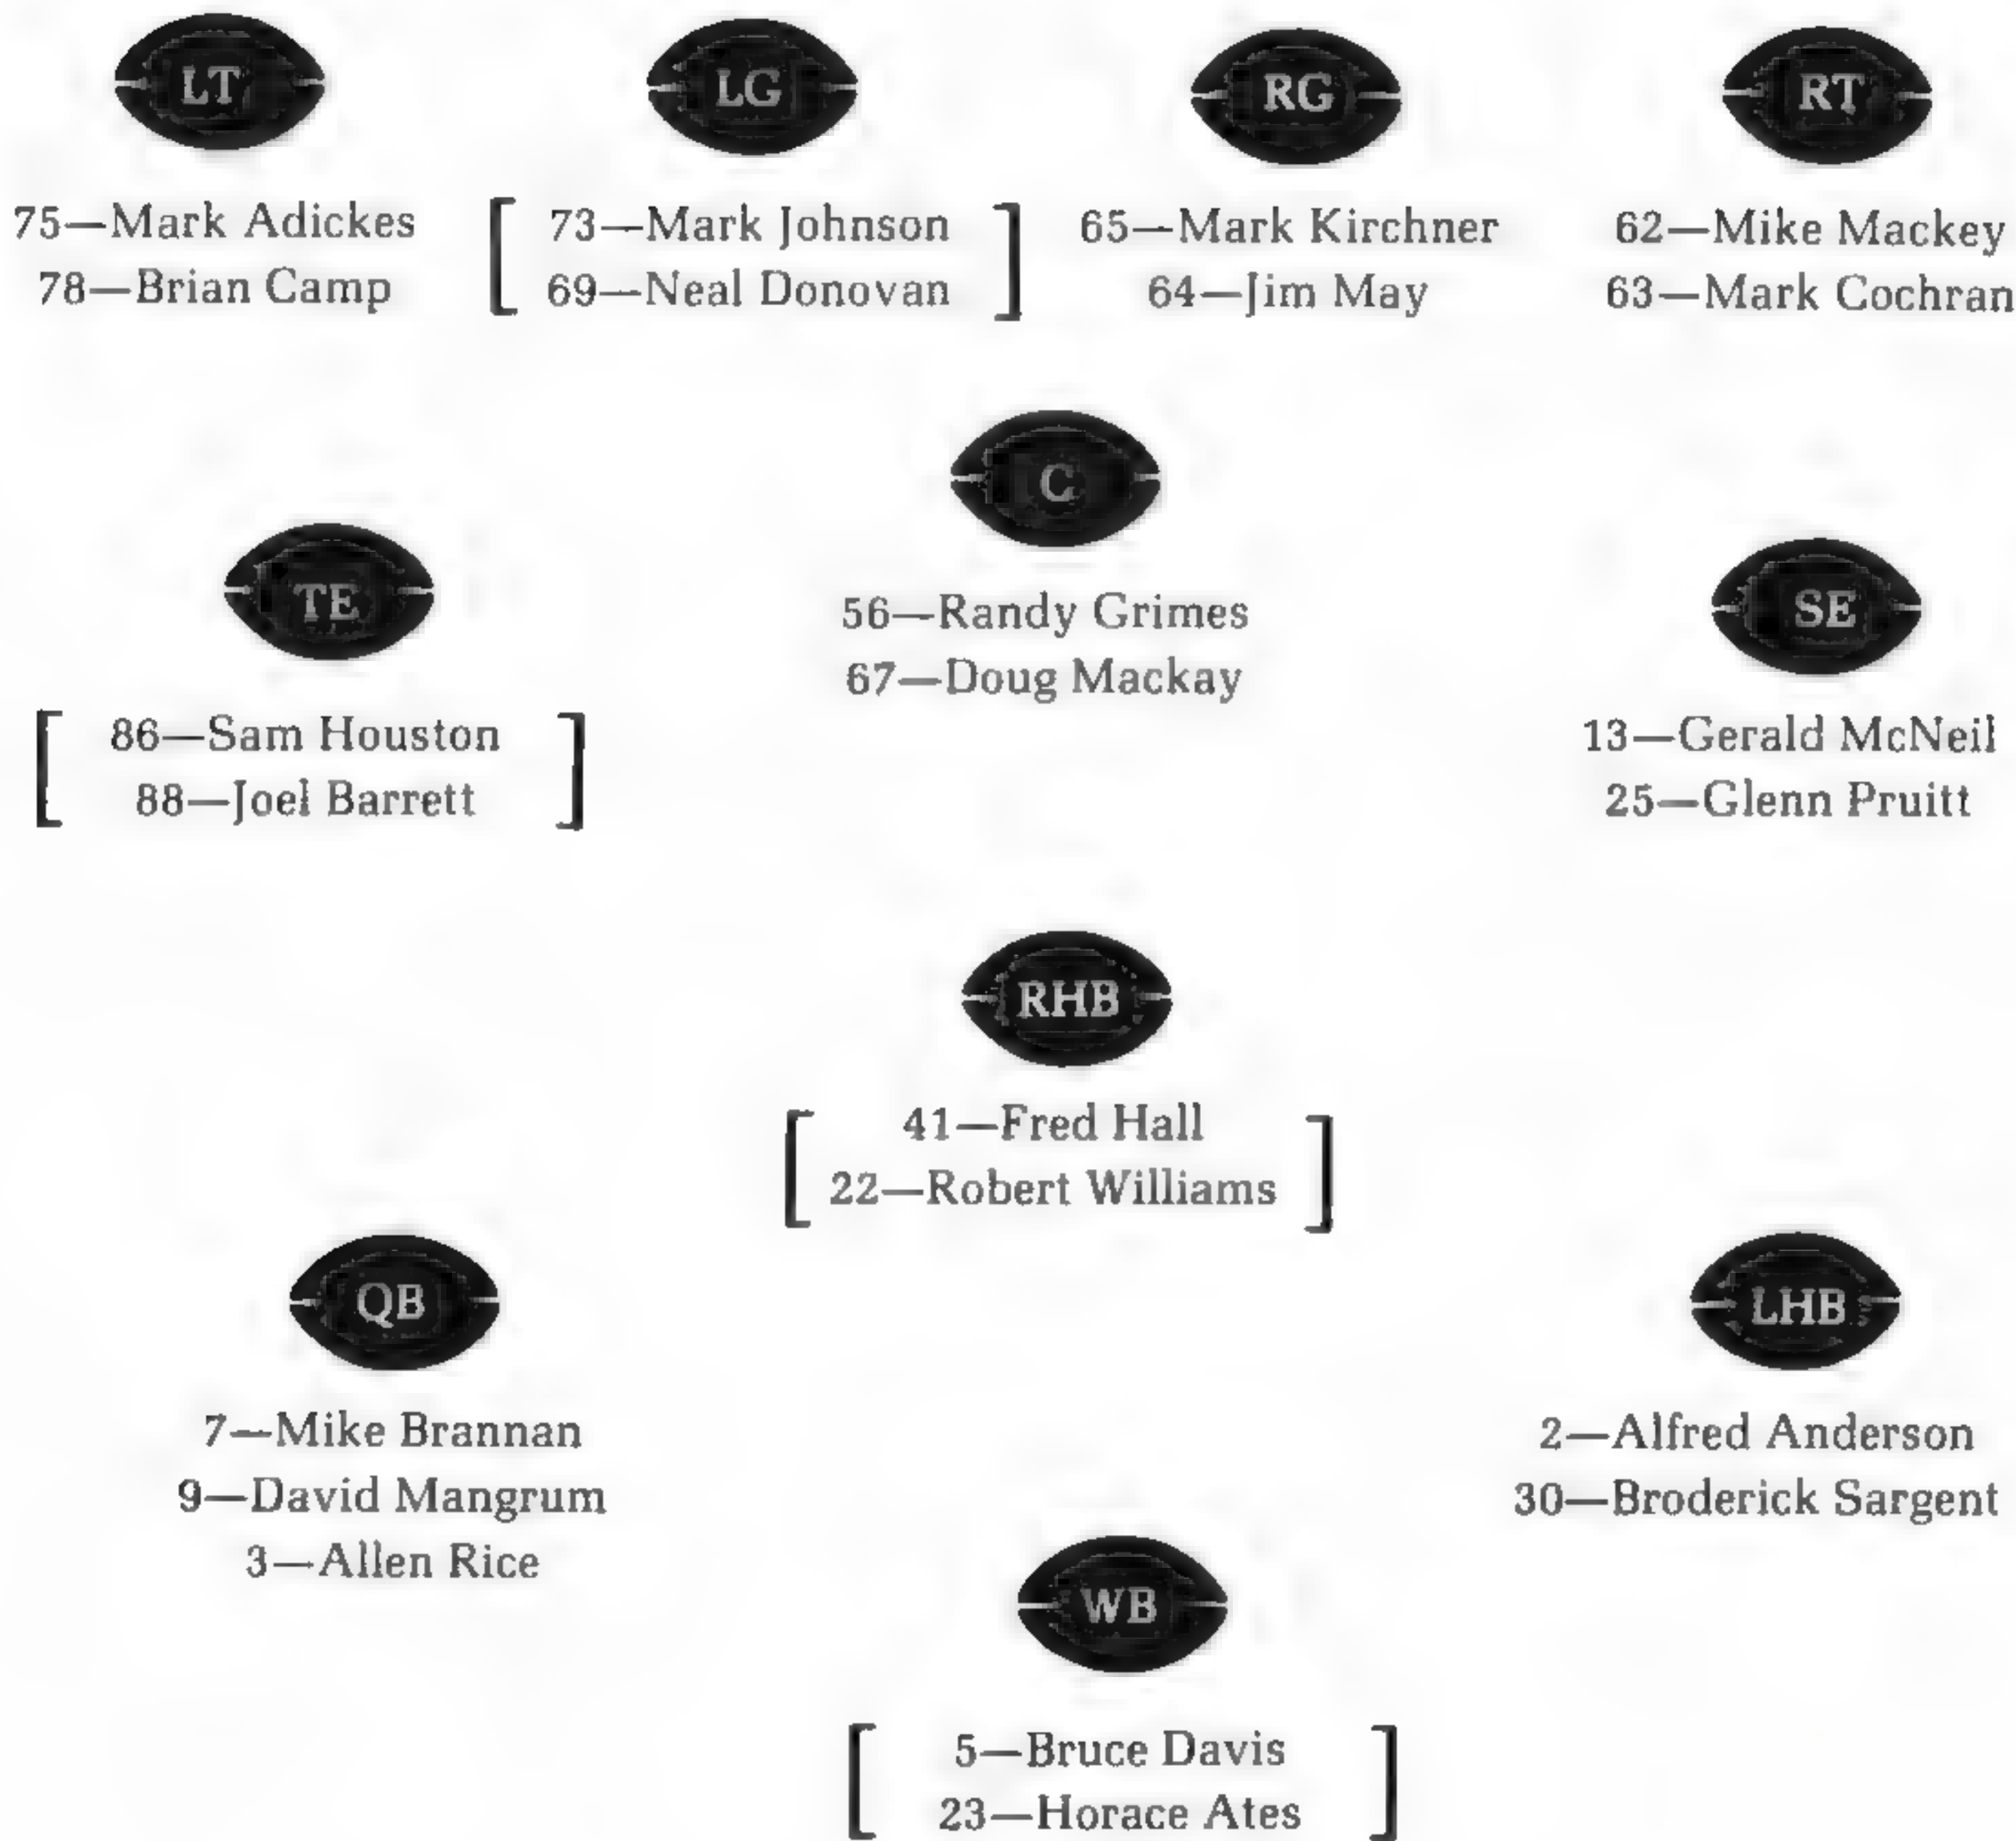 LT
75—Mark Adickes
78—Brian Camp
LG
[ 73—Mark Johnson ]
69—Neal Donovan
RG
65—Mark Kirchner
64—Jim May
RT
62—Mike Mackey
63—Mark Cochran
C
56—Randy Grimes
67—Doug Mackay
TE
[ 86—Sam Houston ]
88—Joel Barrett
SE
13—Gerald McNeil
25—Glenn Pruitt
RHB
[ 41—Fred Hall ]
22—Robert Williams
QB
7—Mike Brannan
9—David Mangrum
3—Allen Rice
LHB
2—Alfred Anderson
30—Broderick Sargent
WB
[ 5—Bruce Davis ]
23—Horace Ates